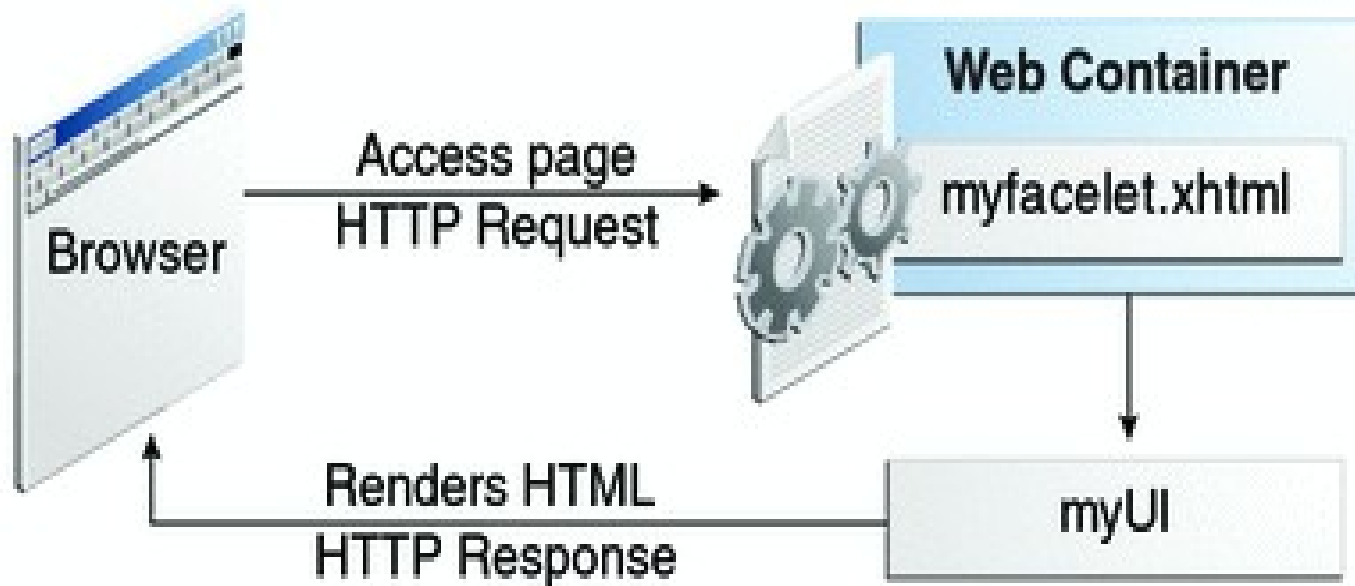 Web Container
Access page
HTTP Request
myfacelet.xhtml
Browser
Renders HTML
HTTP Response
myUI